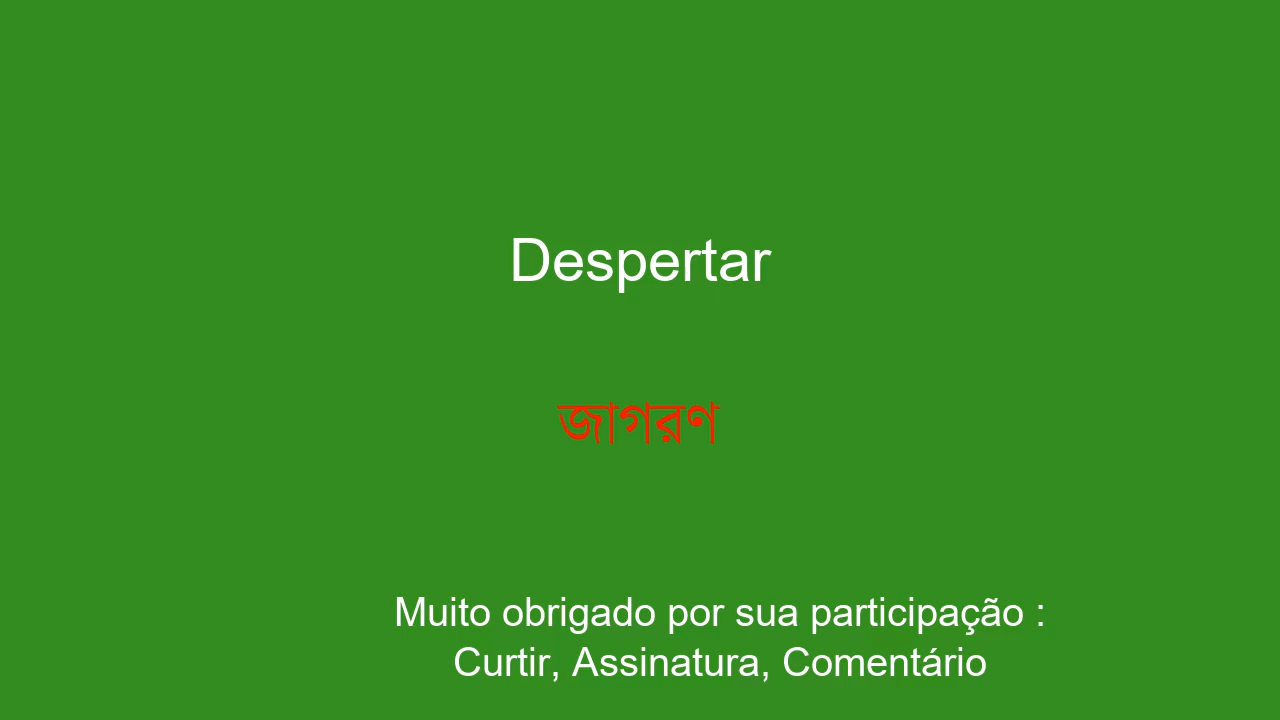 Despertar
জাগরণ
Muito obrigado por sua participação :
Curtir, Assinatura, Comentário